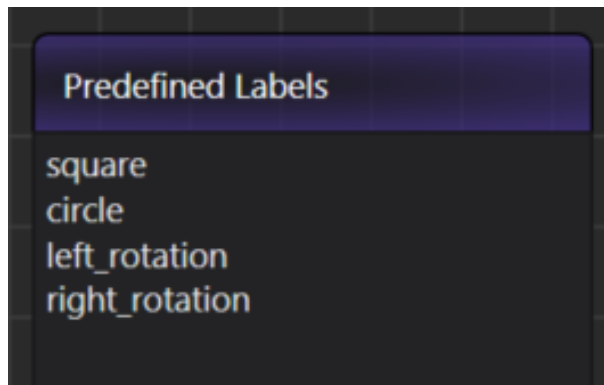 Predefined Labels
square
circle
left_rotation
right_rotation